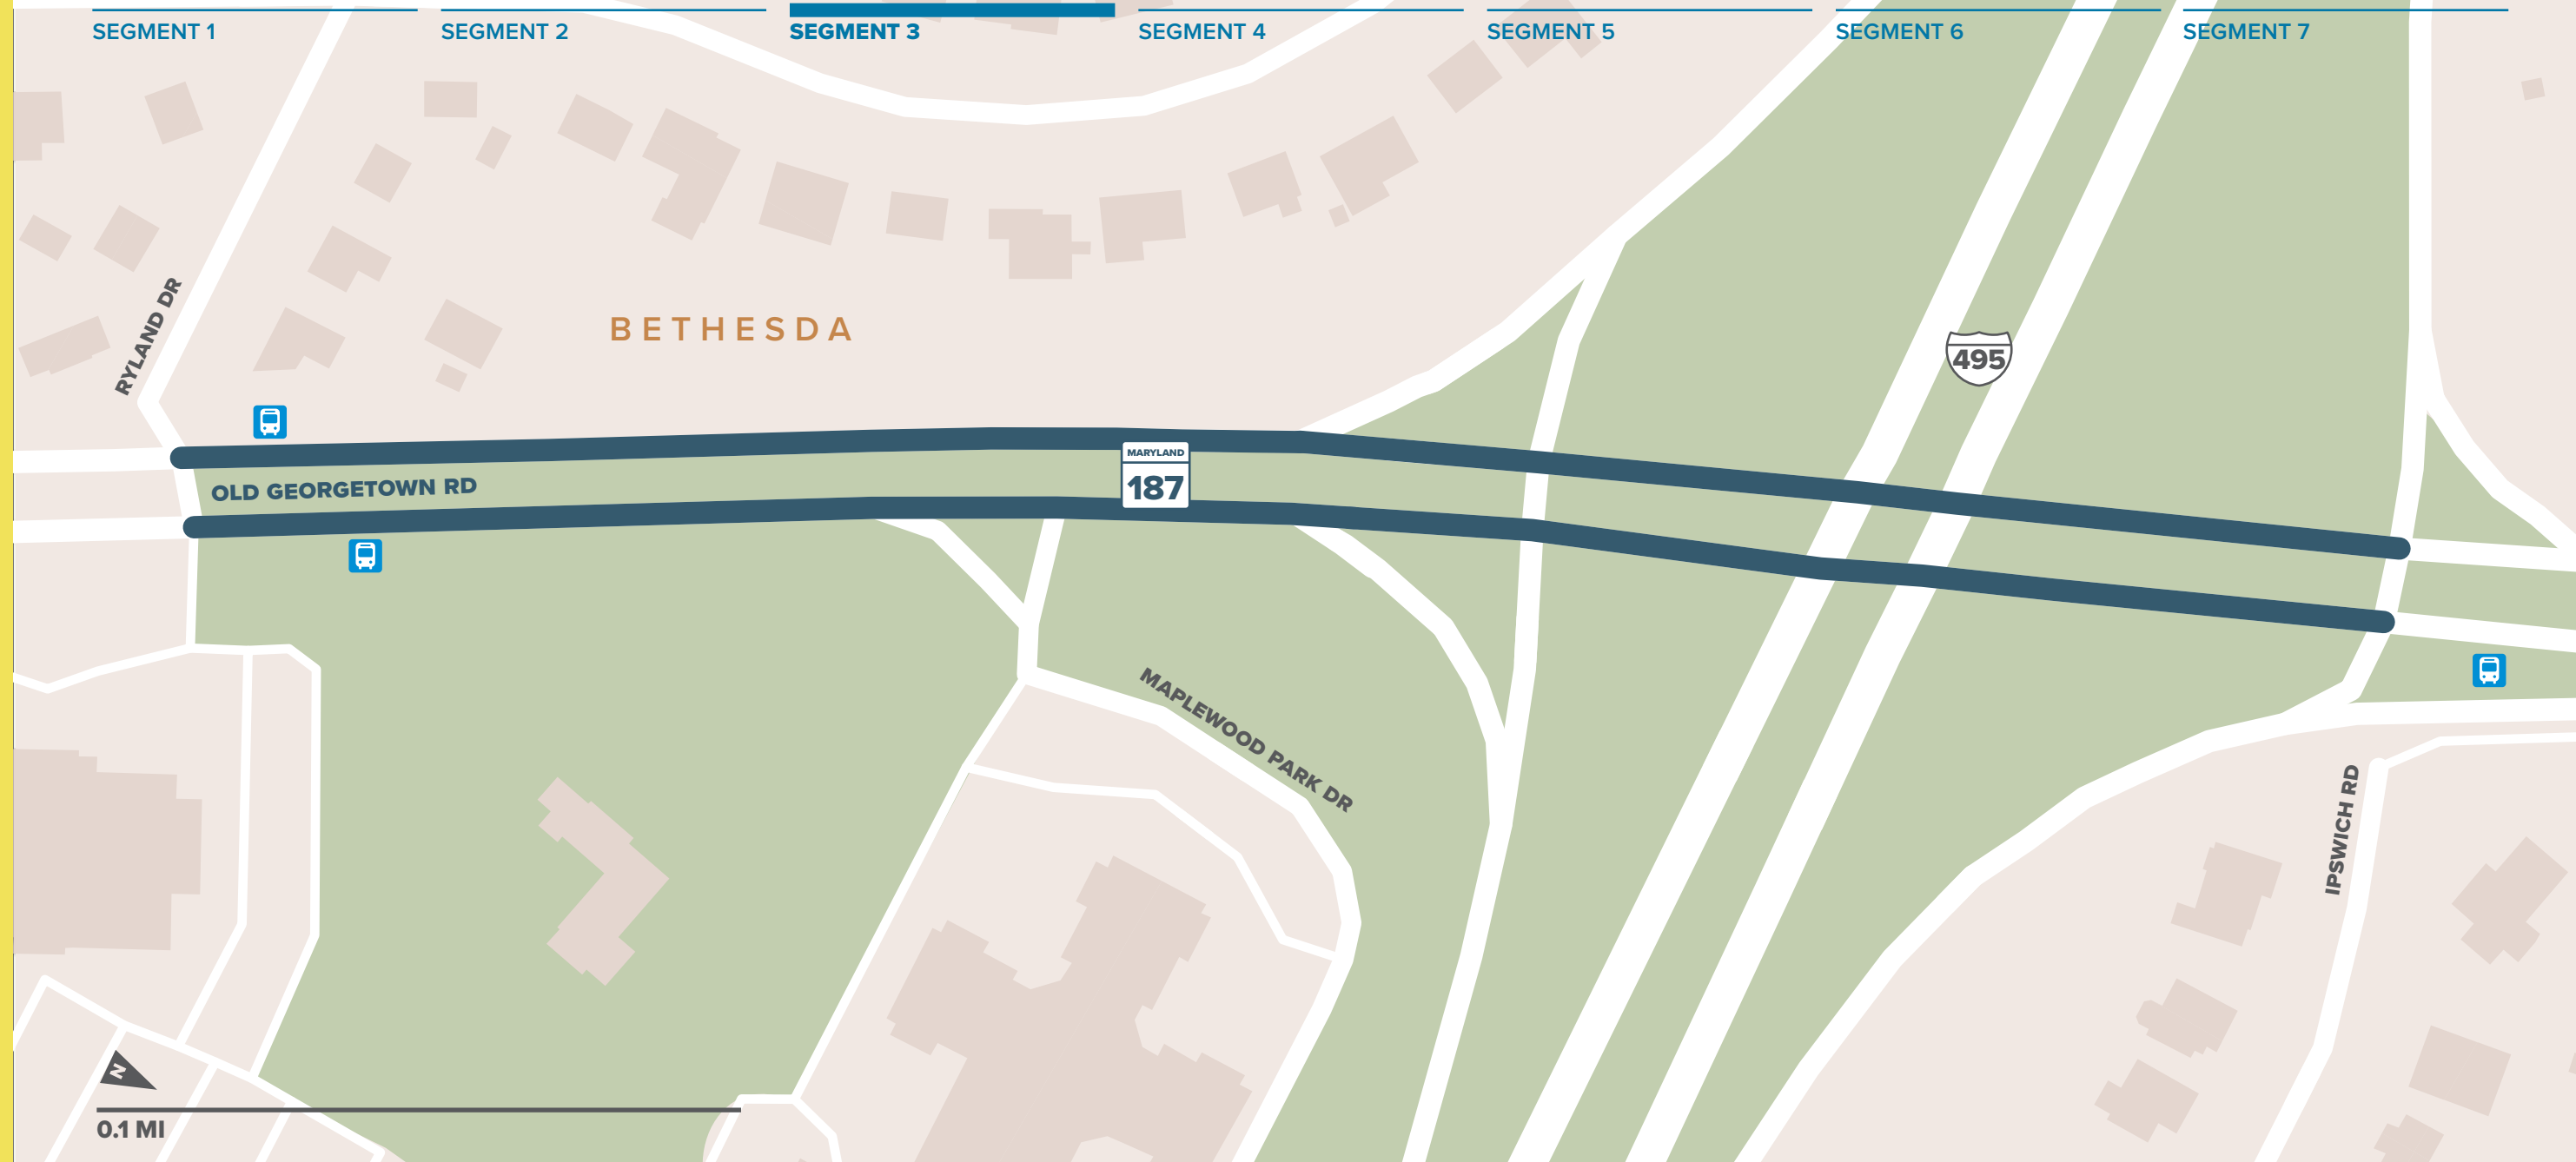 SEGMENT 1
SEGMENT 2
SEGMENT 3
SEGMENT 4
SEGMENT 5
SEGMENT 6
SEGMENT 7
RYLAND DR
BETHESDA
495
MARYLAND
187
OLD GEORGETOWN RD
MAPLEWOOD PARK DR
IPSWICH RD
N
0.1 MI